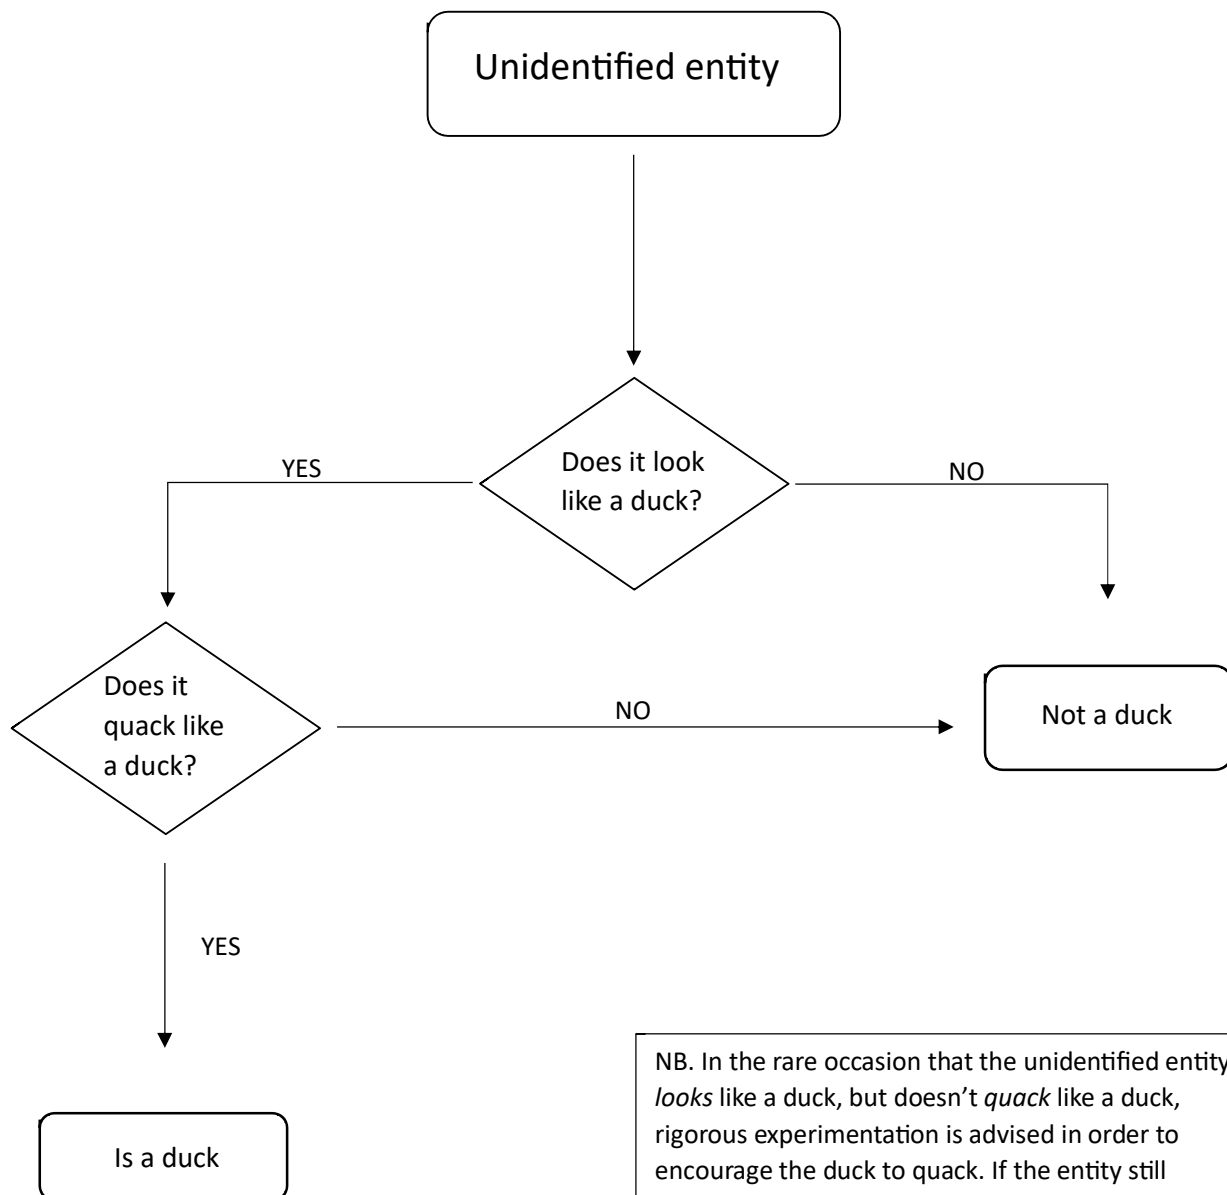 Unidentified entity
Does it look
like a duck?
YES
NO
Does it
quack like
a duck?
NO
Not a duck
YES
Is a duck
NB. In the rare occasion that the unidentified entity
looks like a duck, but doesn’t quack like a duck,
rigorous experimentation is advised in order to
encourage the duck to quack. If the entity still